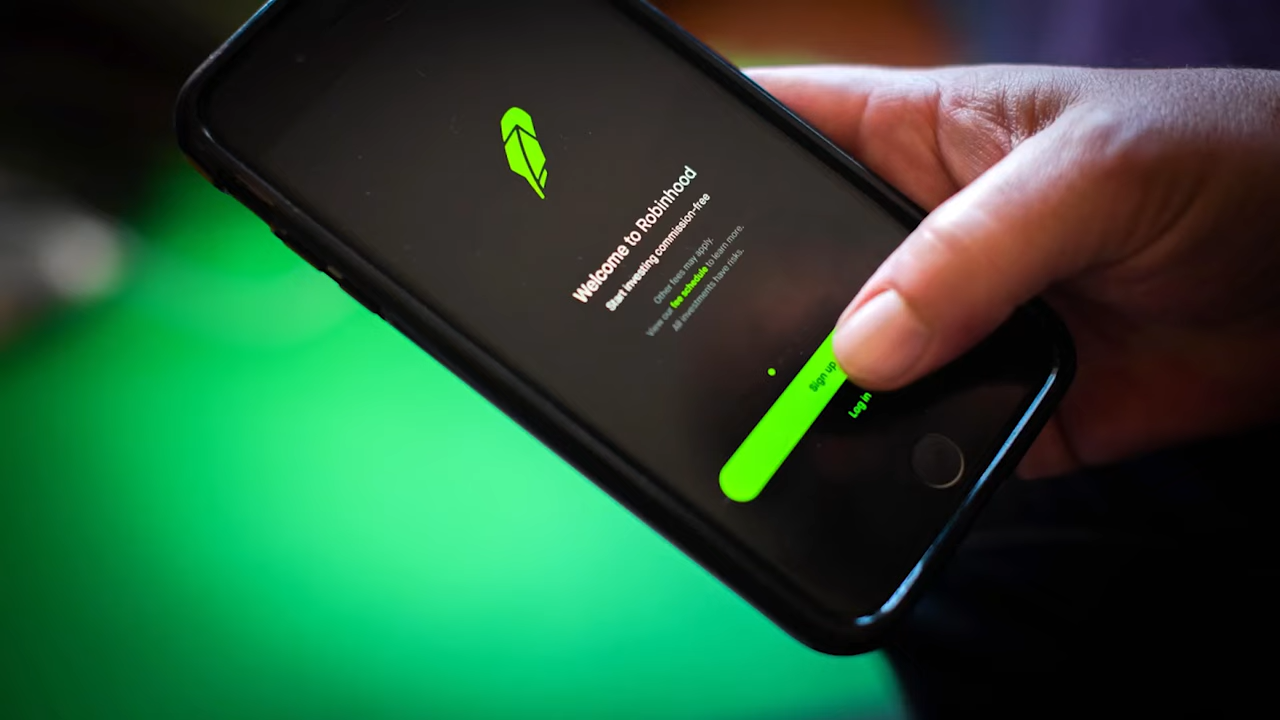 Welcome to Robinhood
Start investing commission-free
Other fees may apply.
View our fee schedule to learn more.
All investments have risks.
Sign up
Log in